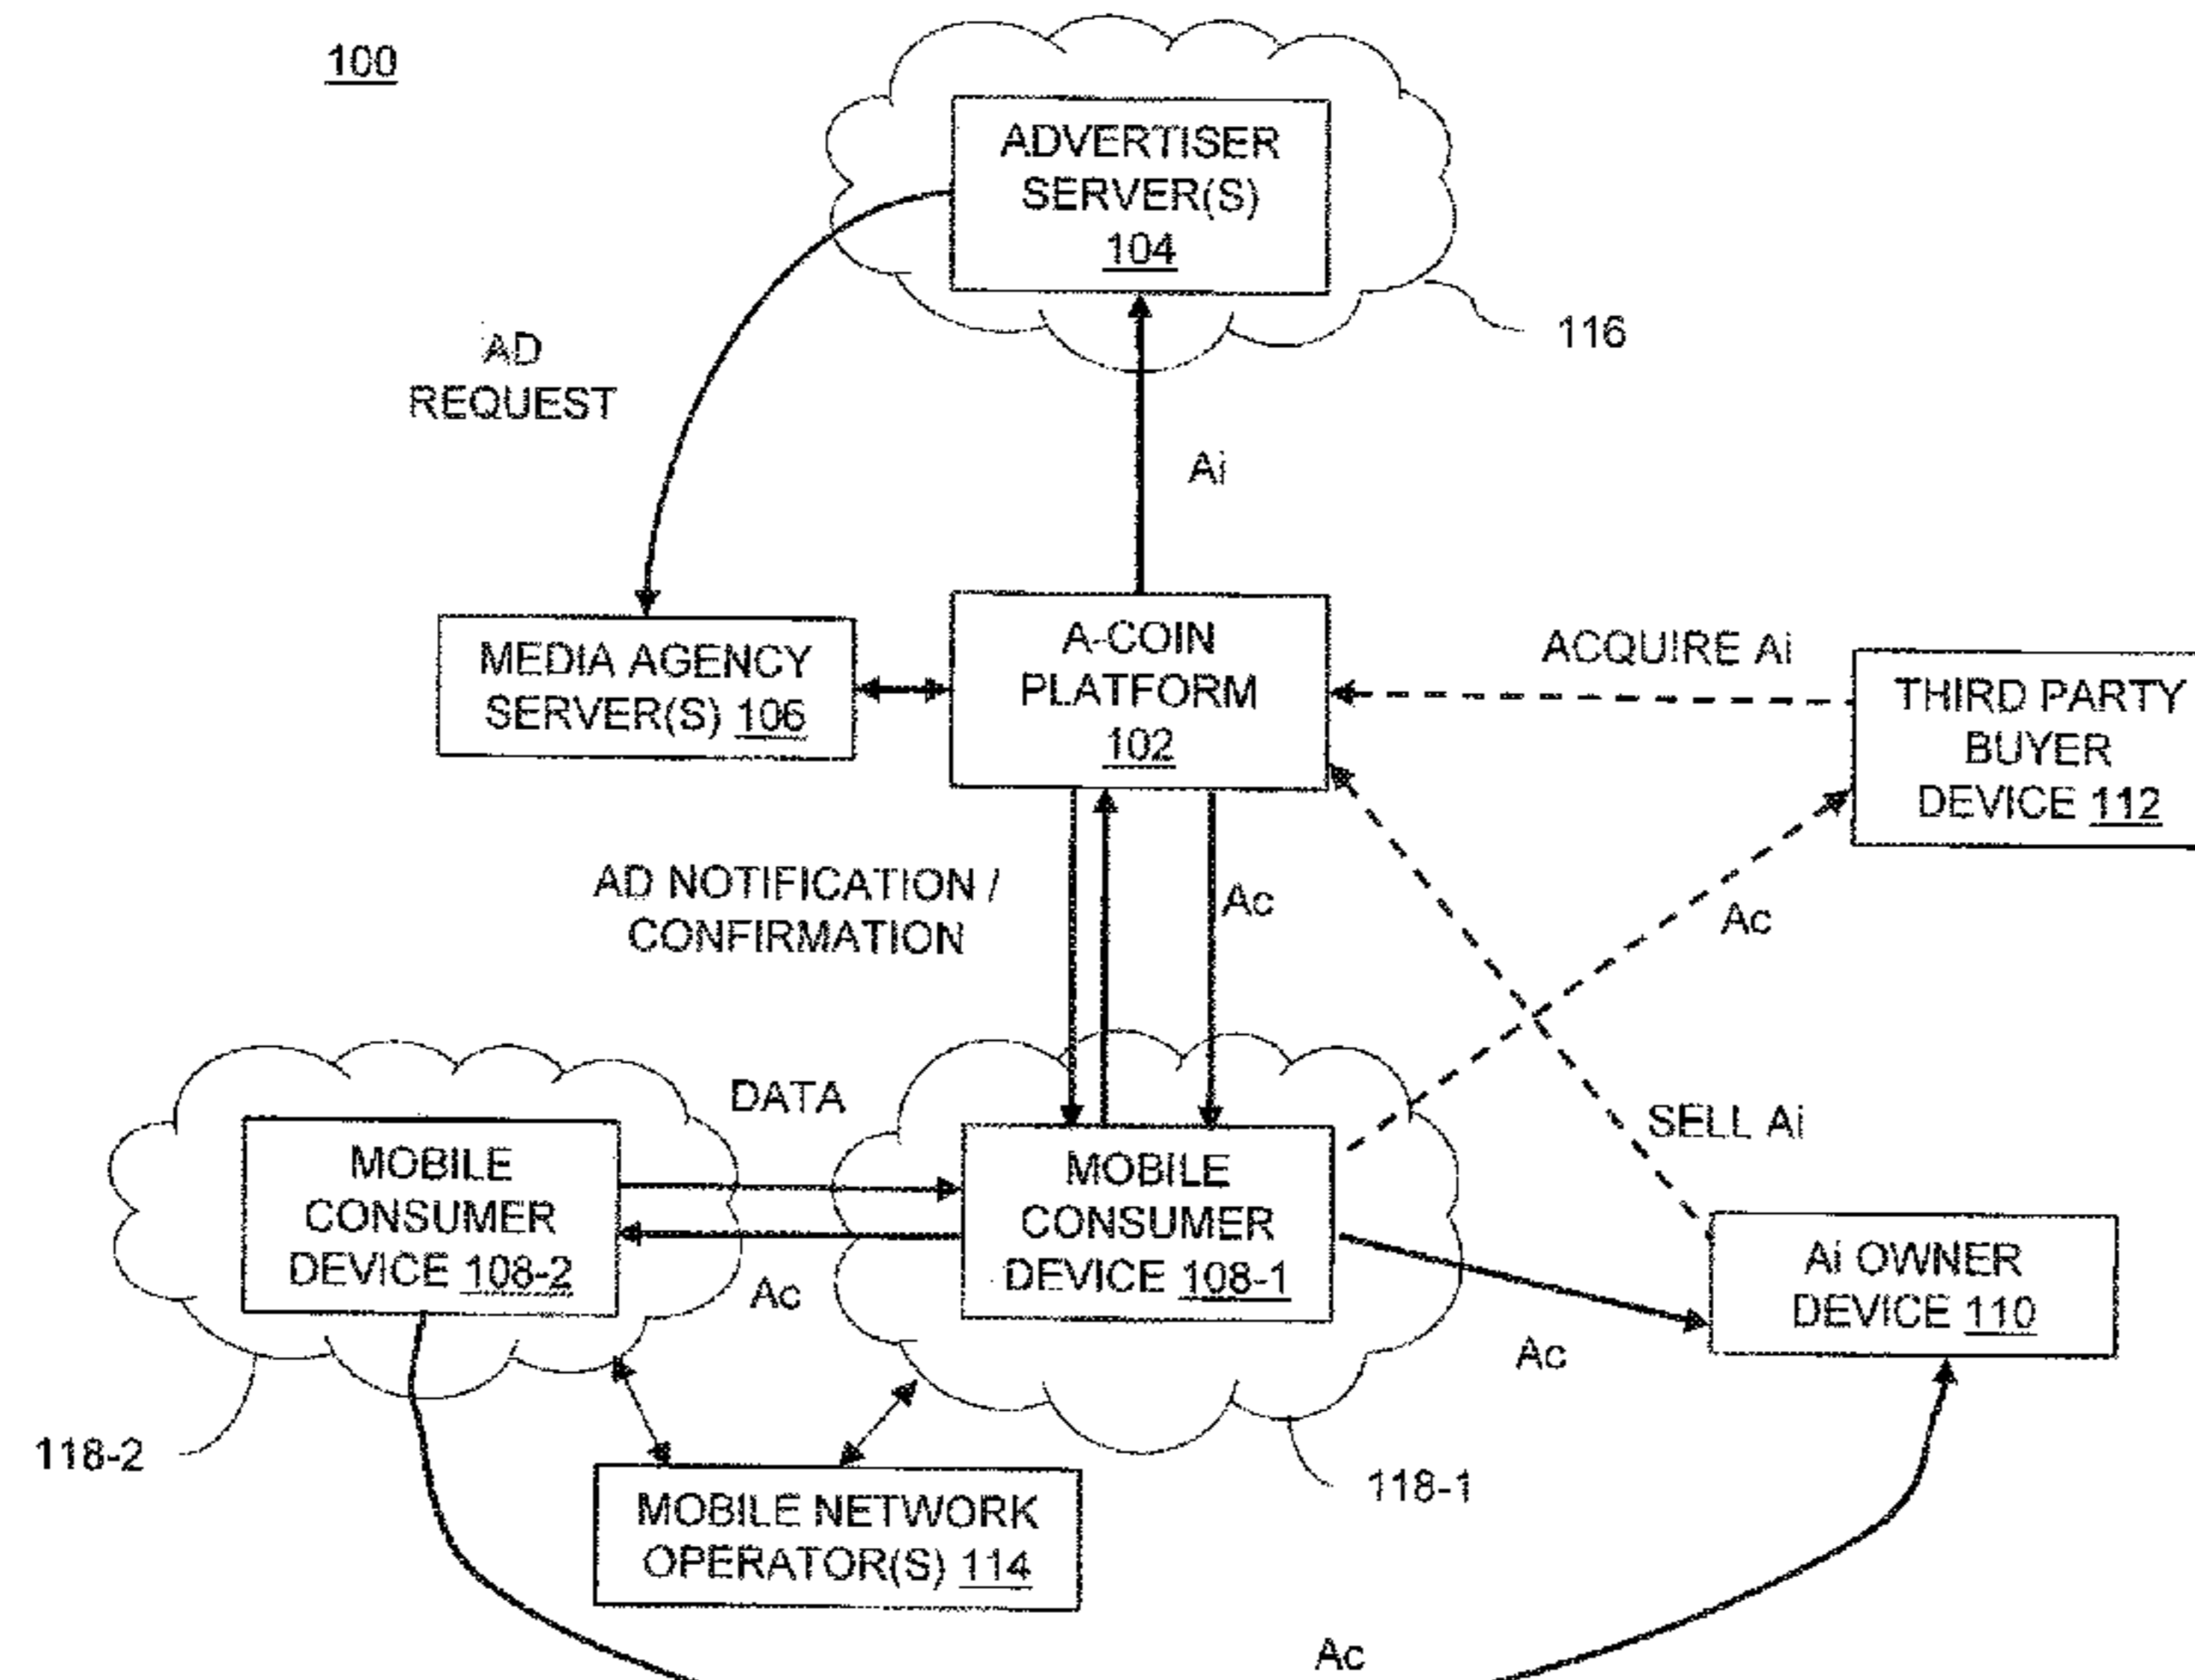 100
ADVERTISER
SERVER(S)
104
116
AD
REQUEST
Ai
MEDIA AGENCY
SERVER(S) 106
A-COIN
PLATFORM
102
ACQUIRE Ai
THIRD PARTY
BUYER
DEVICE 112
AD NOTIFICATION /
CONFIRMATION
Ac
Ac
DATA
SELL Ai
MOBILE
CONSUMER
DEVICE 108-2
Ac
MOBILE
CONSUMER
DEVICE 108-1
Ai OWNER
DEVICE 110
Ac
118-2
118-1
MOBILE NETWORK
OPERATOR(S) 114
Ac